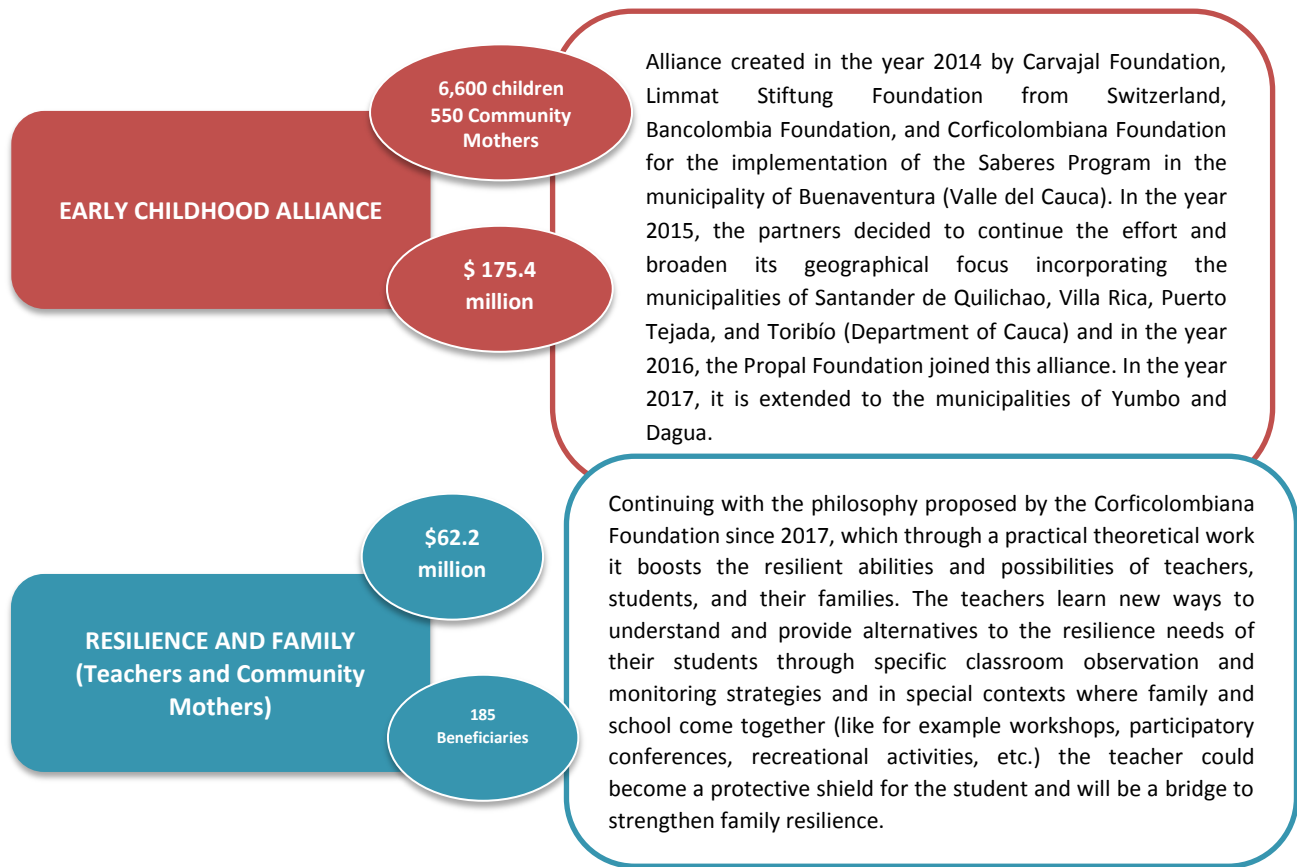 EARLY CHILDHOOD ALLIANCE
6,600 children
550 Community
Mothers
$ 175.4
million
Alliance created in the year 2014 by Carvajal Foundation,
Limmat Stiftung Foundation from Switzerland,
Bancolombia Foundation, and Corficolombiana Foundation
for the implementation of the Saberes Program in the
municipality of Buenaventura (Valle del Cauca). In the year
2015, the partners decided to continue the effort and
broaden its geographical focus incorporating the
municipalities of Santander de Quilichao, Villa Rica, Puerto
Tejada, and Toribío (Department of Cauca) and in the year
2016, the Propal Foundation joined this alliance. In the year
2017, it is extended to the municipalities of Yumbo and
Dagua.
RESILIENCE AND FAMILY
(Teachers and Community
Mothers)
$62.2
million
185
Beneficiaries
Continuing with the philosophy proposed by the Corficolombiana
Foundation since 2017, which through a practical theoretical work
it boosts the resilient abilities and possibilities of teachers,
students, and their families. The teachers learn new ways to
understand and provide alternatives to the resilience needs of
their students through specific classroom observation and
monitoring strategies and in special contexts where family and
school come together (like for example workshops, participatory
conferences, recreational activities, etc.) the teacher could
become a protective shield for the student and will be a bridge to
strengthen family resilience.